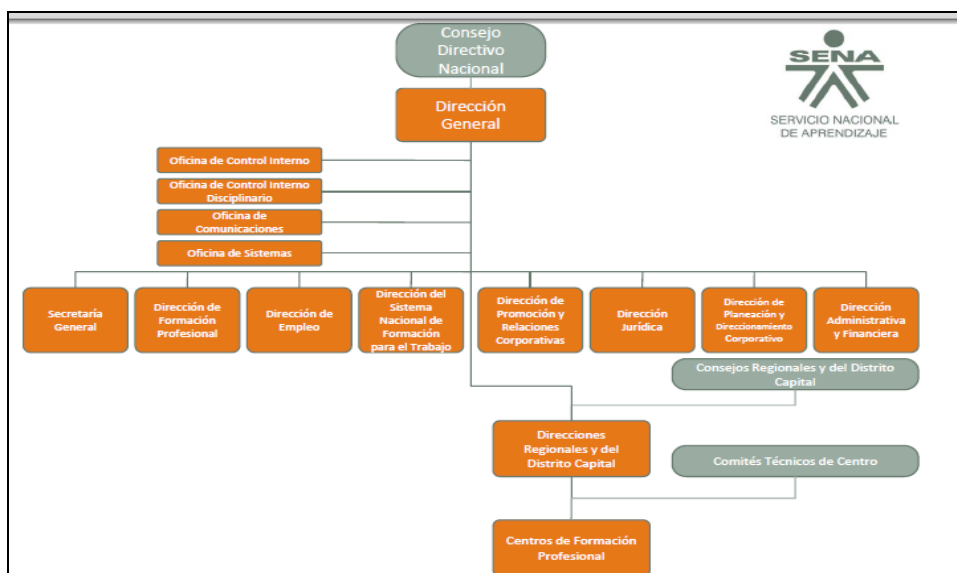 Consejo
Directivo
Nacional
SENA
SERVICIO NACIONAL
DE APRENDIZAJE
Dirección
General
Oficina de Control Interno
Oficina de Control Interno
Disciplinario
Oficina de
Comunicaciones
Oficina de Sistemas
Secretaría
General
Dirección de
Formación
Profesional
Dirección de
Empleo
Dirección del
Sistema
Nacional de
Formación
para el Trabajo
Dirección de
Promoción y
Relaciones
Corporativas
Dirección
Jurídica
Dirección de
Planeación y
Direccionamiento
Corporativo
Dirección
Administrativa
y Financiera
Consejos Regionales y del Distrito
Capital
Direcciones
Regionales y del
Distrito Capital
Comités Técnicos de Centro
Centros de Formación
Profesional